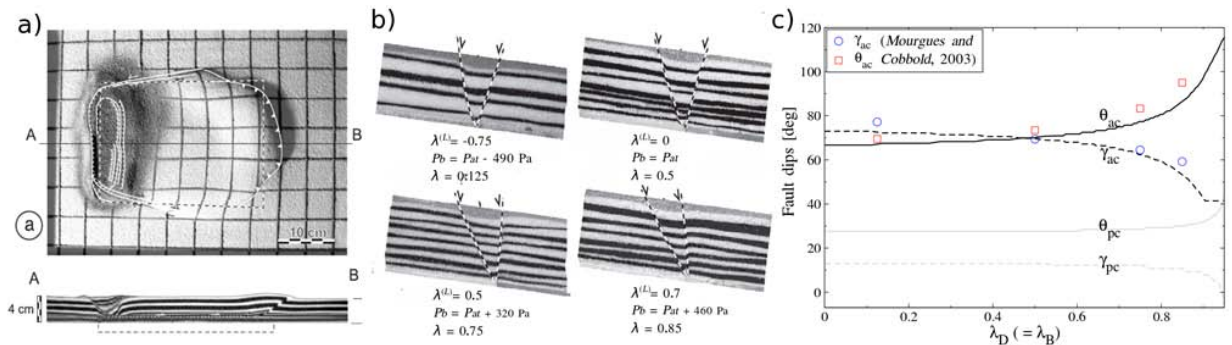 a)
A
B
a
10 cm
A
B
4 cm
b)
λ(L)= -0.75
Pb = Pat - 490 Pa
λ = 0.125
λ(L)= 0
Pb = Pat
λ = 0.5
λ(L)= 0.5
Pb = Pat + 320 Pa
λ = 0.75
λ(L)= 0.7
Pb = Pat + 460 Pa
λ = 0.85
c)
γac (Mourgues and
θac Cobbold, 2003)
θac
γac
θpc
γpc
Fault dips [deg]
120
100
80
60
40
20
0
0 0.2 0.4 0.6 0.8
λD (= λB)